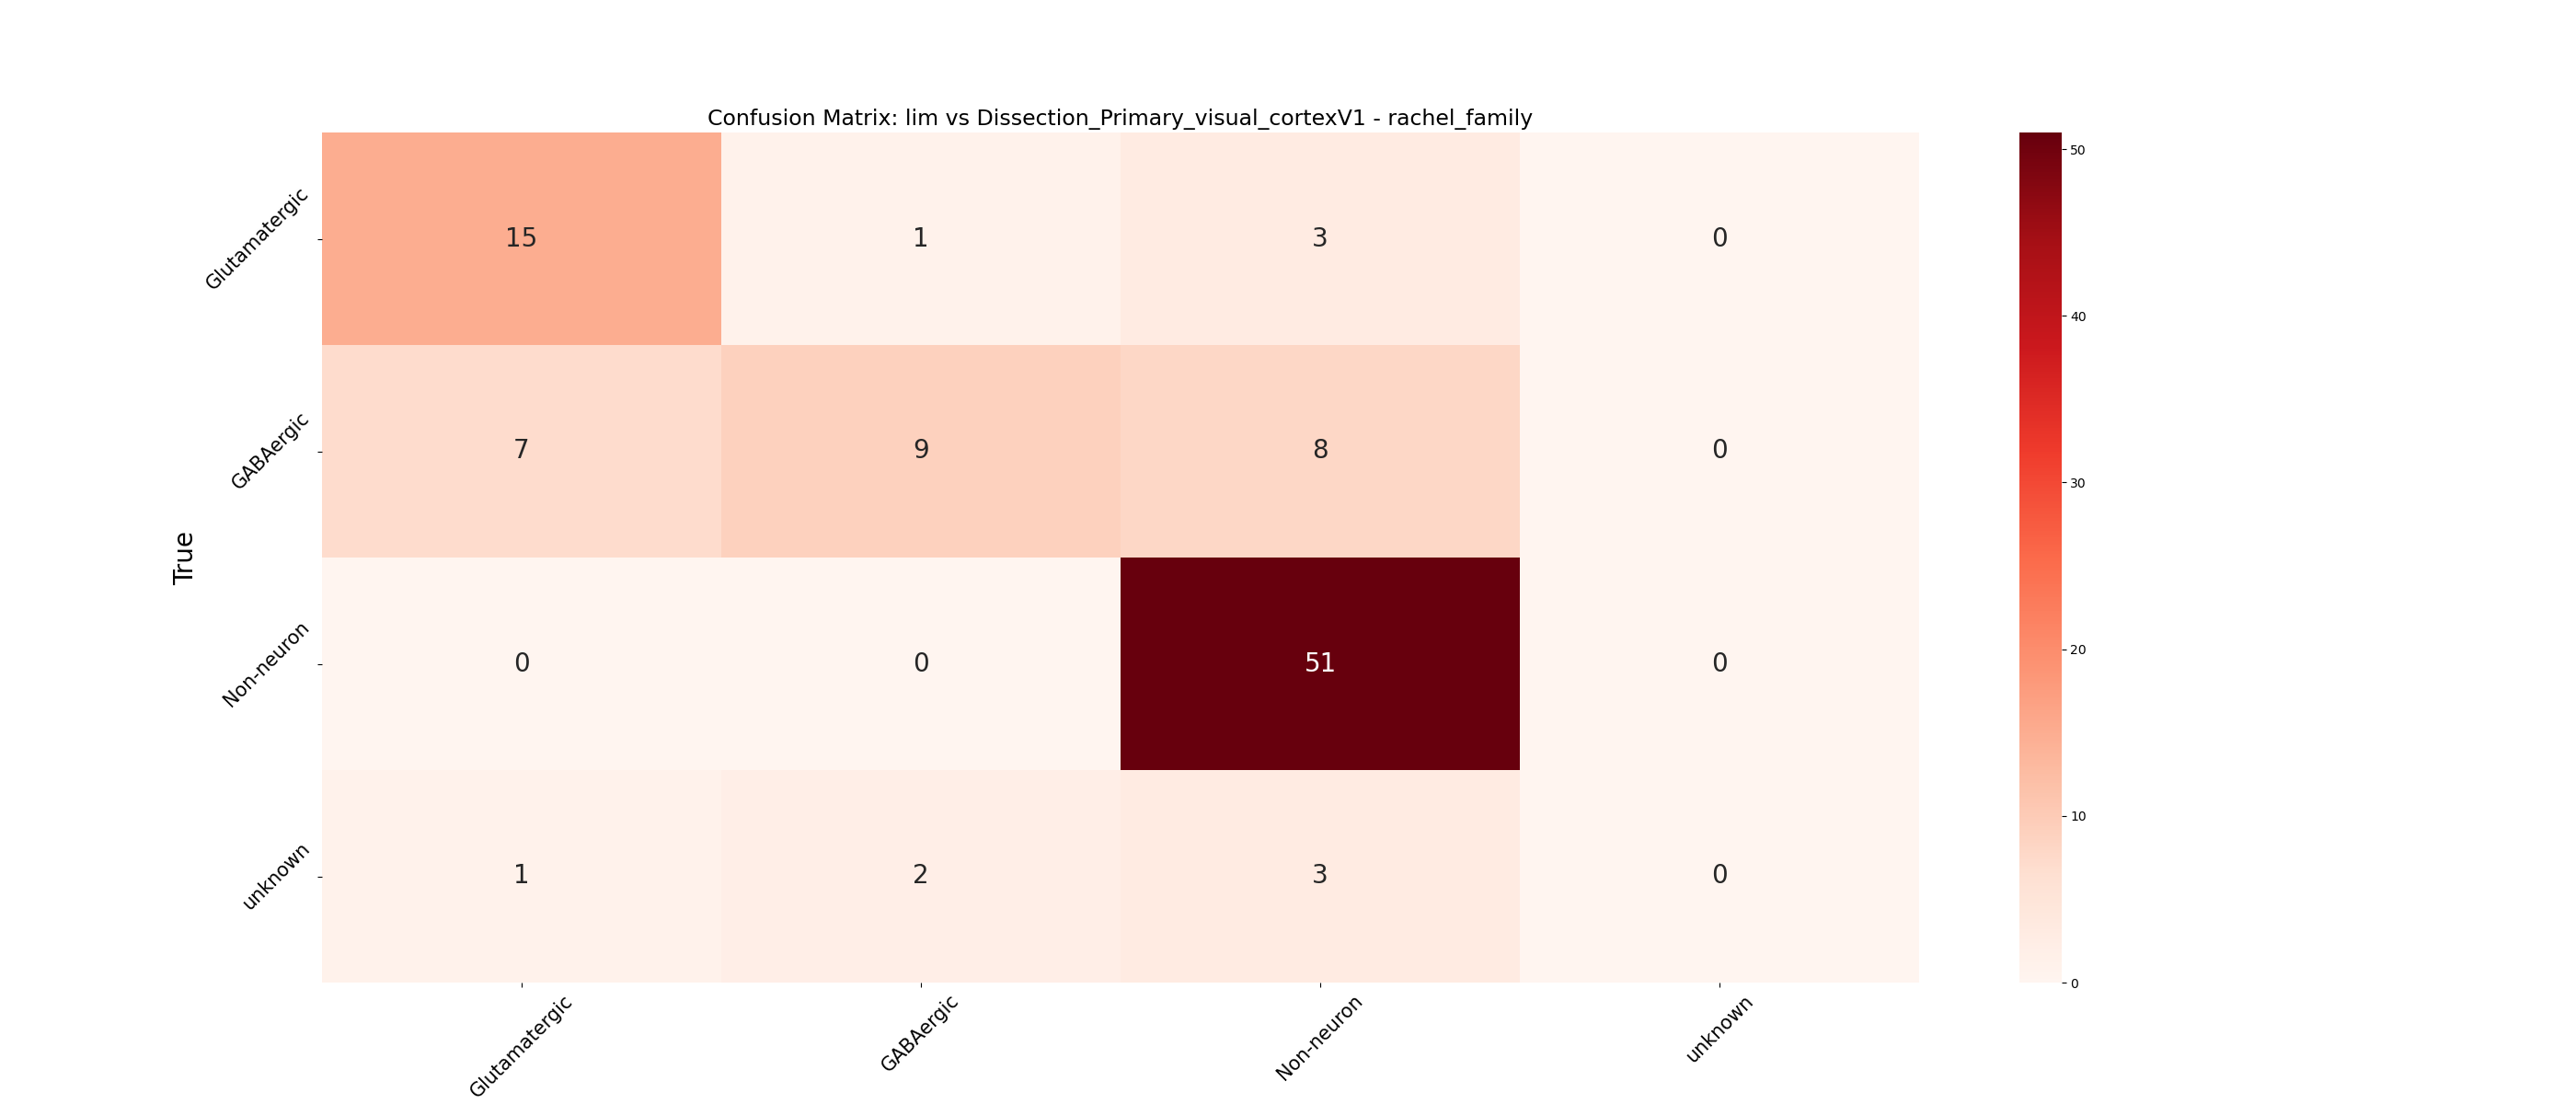 Confusion Matrix: lim vs Dissection_Primary_visual_cortexV1 - rachel_family
True
Glutamatergic
15 1 3 0
GABAergic
7 9 8 0
Non-neuron
0 0 51 0
unknown
1 2 3 0
Glutamatergic GABAergic Non-neuron unknown
50
40
30
20
10
0